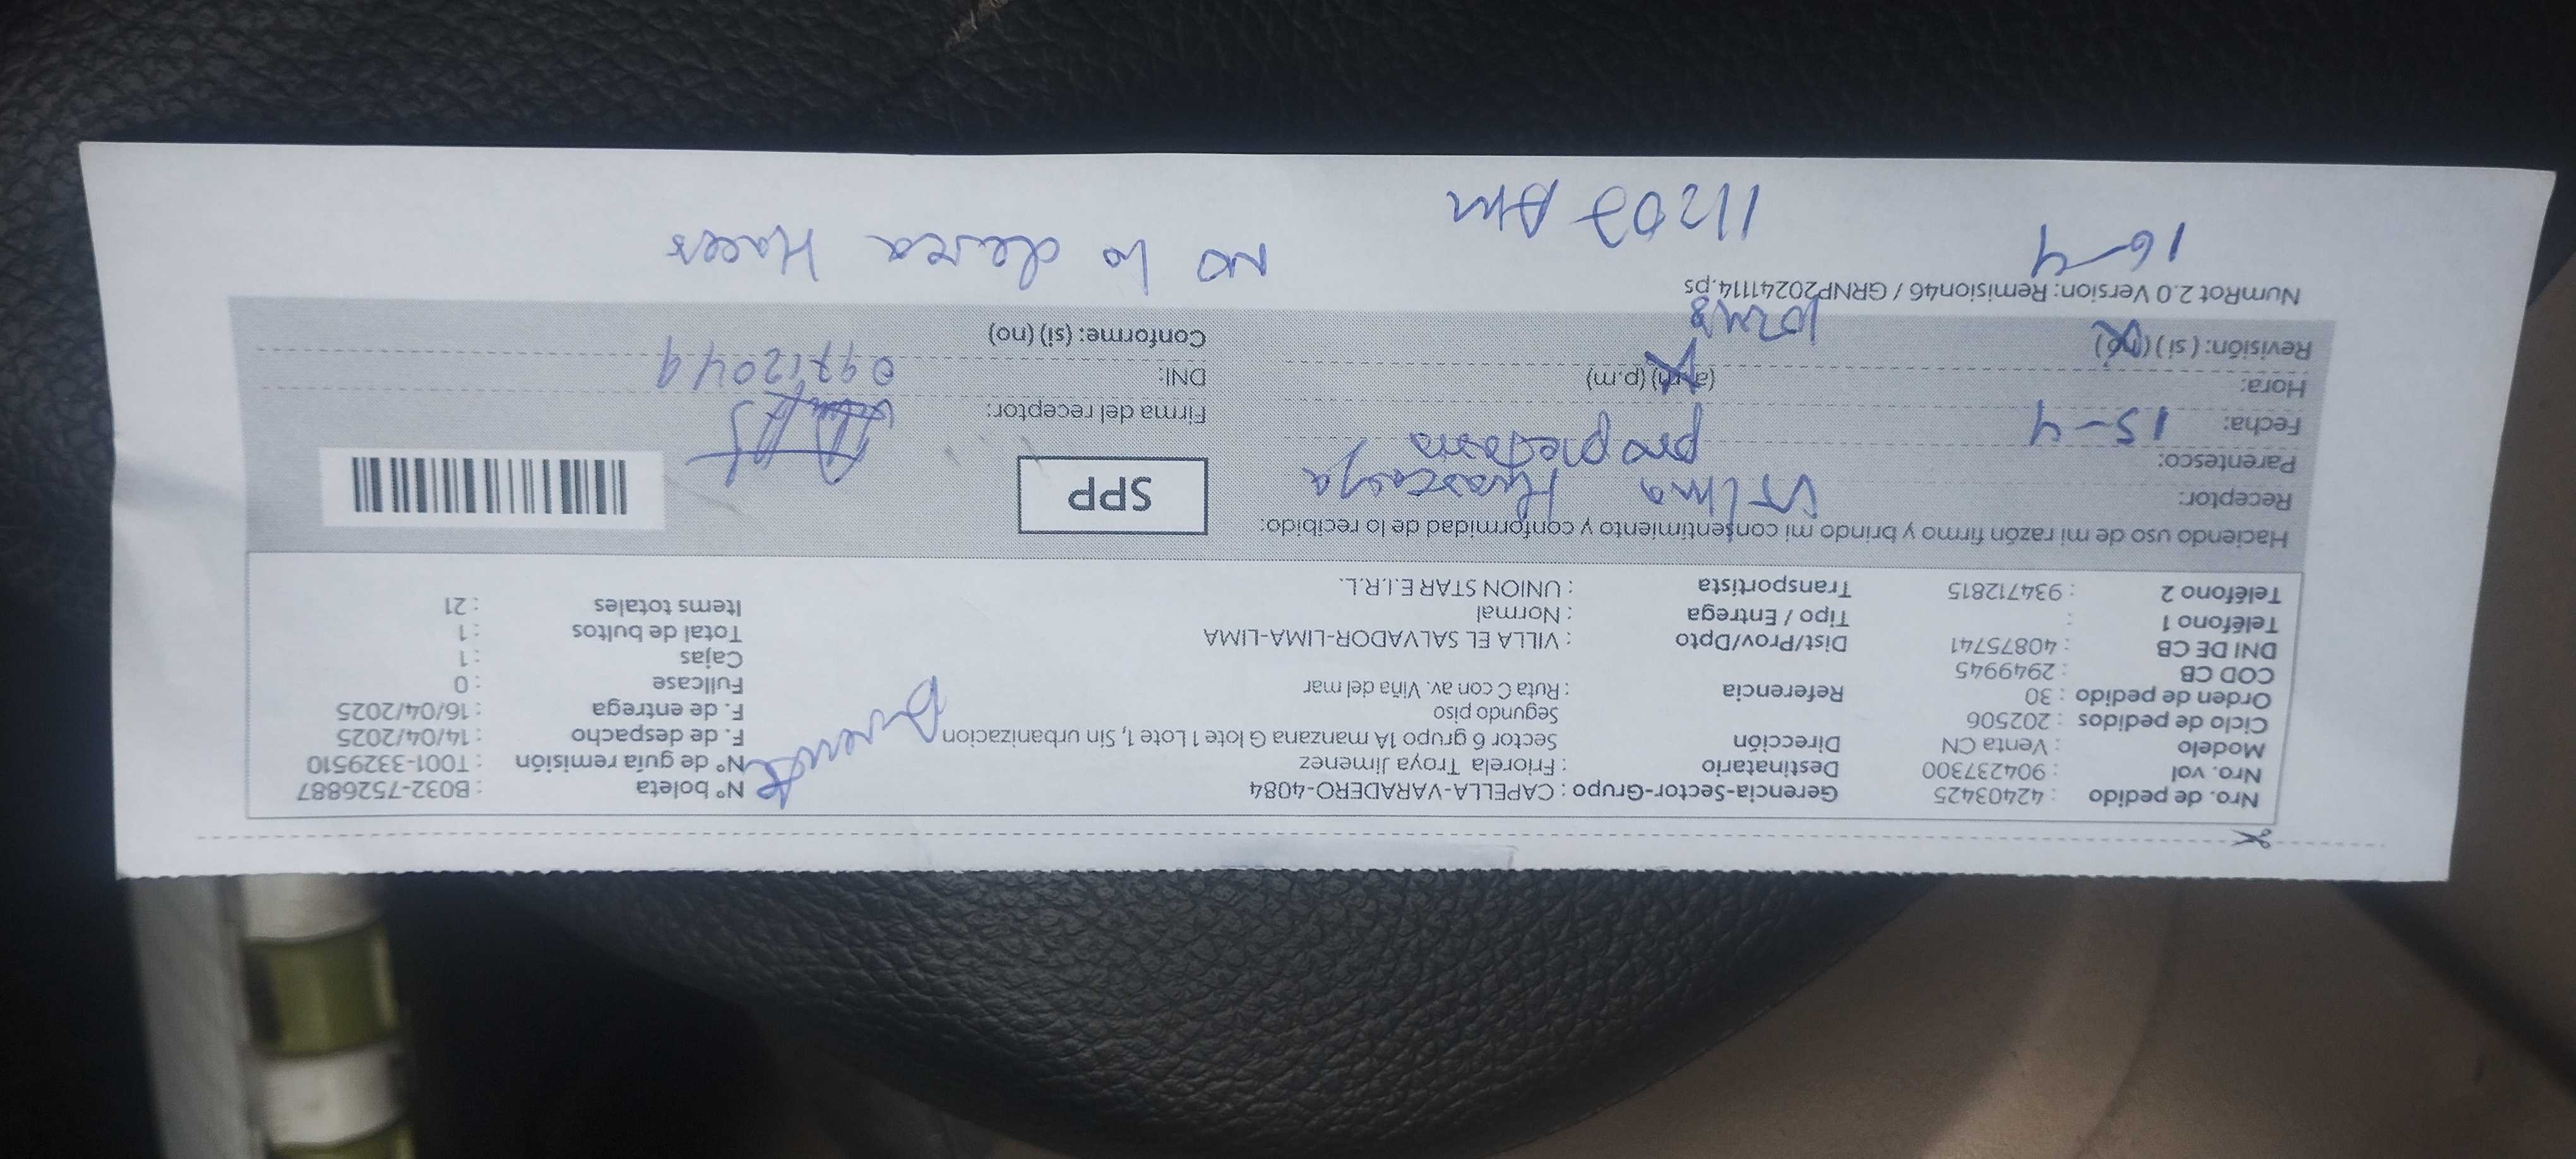 Nro. de pedido : 42403425 Gerencia-Sector-Grupo : CAPELLA-VARADERO-4084 N° boleta : B032-7526887
Nro. vol : 904237300 Destinatario : Friorela Troya Jimenez N° de guía remisión : T001-3329510
Modelo : Venta CN Dirección Sector 6 grupo 1A manzana G lote 1 Lote 1, Sin urbanizacion F. de despacho : 14/04/2025
Ciclo de pedidos : 202506 Segundo piso F. de entrega : 16/04/2025
Orden de pedido : 30 Referencia : Ruta C con av. Viña del mar Fullcase : 0
COD CB : 2949945 Cajas : 1
DNI DE CB : 40875741 Dist/Prov/Dpto : VILLA EL SALVADOR-LIMA-LIMA Total de bultos : 1
Teléfono 1 : Tipo / Entrega : Normal Items totales : 21
Teléfono 2 : 934712815 Transportista : UNION STAR E.I.R.L.
Haciendo uso de mi razón firmo y brindo mi consentimiento y conformidad de lo recibido:
Receptor: SPP
Parentesco:
Fecha: 15-4 Firma del receptor:
Hora: (a.m) (p.m) DNI: 09712044
Revisión: (si) (no) Conforme: (si) (no)
NumRot 2.0 Version: Remision46 / GRNP20241114.ps
16-4 NO lo desea Hacer